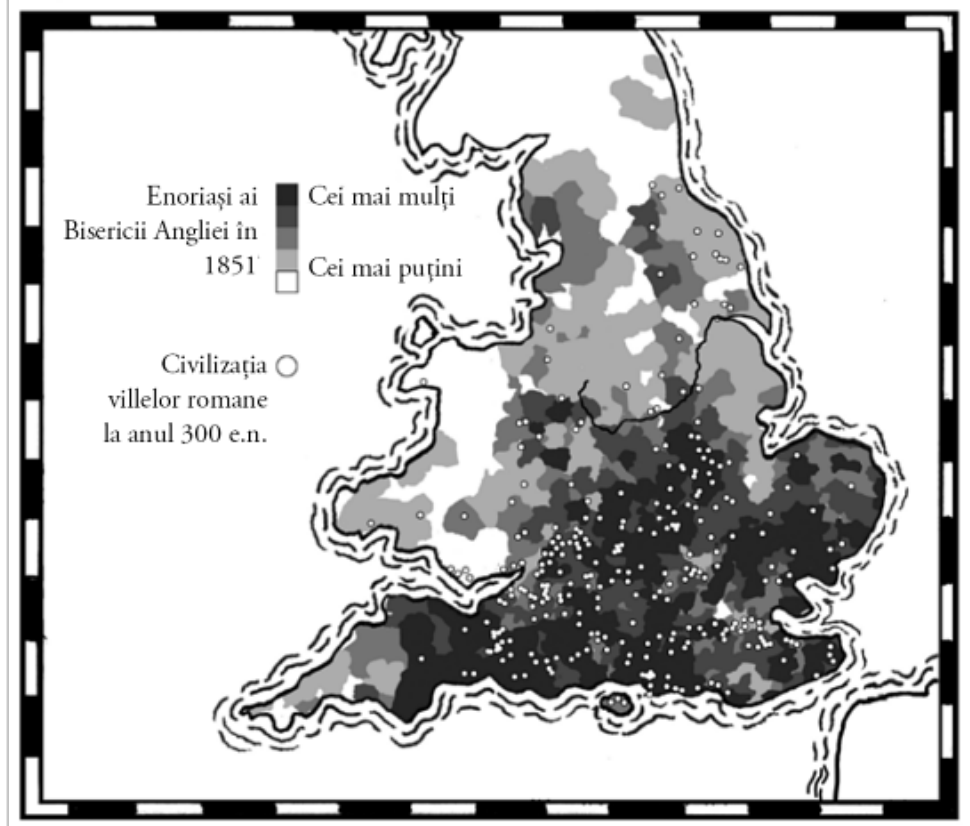 Enoriași ai
Bisericii Angliei în
1851
Cei mai mulți
Cei mai puțini
Civilizația
villelor romane
la anul 300 e.n.